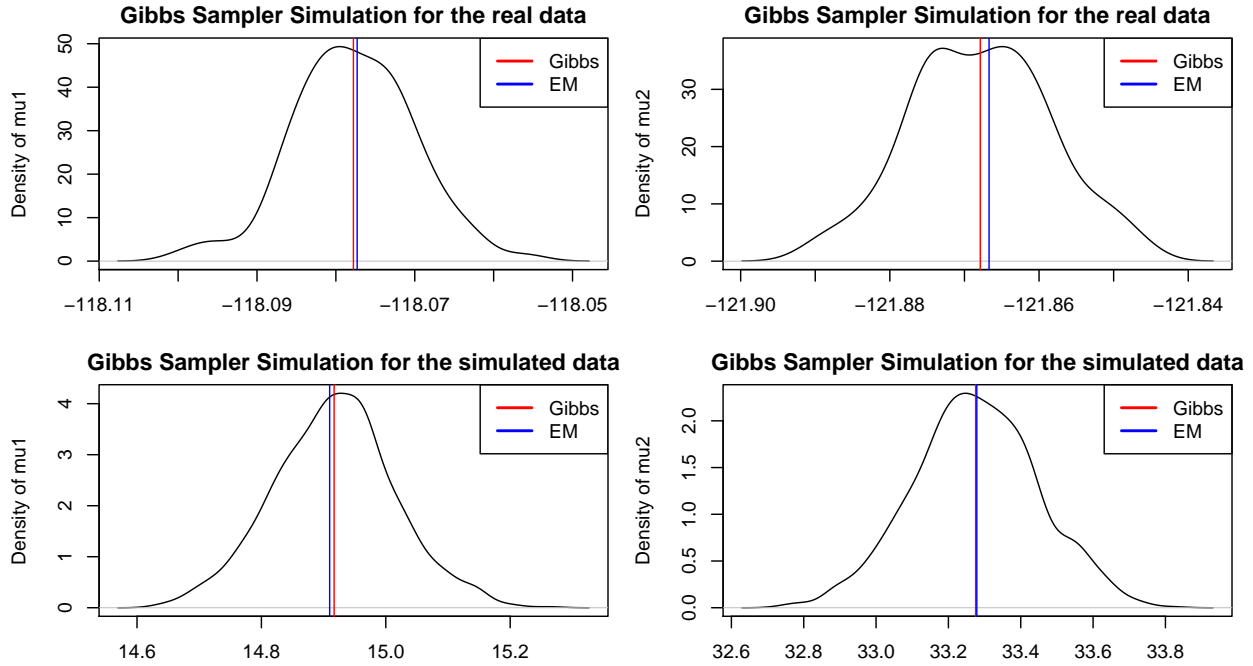 Gibbs Sampler Simulation for the real data
Density of mu1
50
40
30
20
10
0
−118.11 −118.09 −118.07 −118.05
Gibbs
EM
Gibbs Sampler Simulation for the real data
Density of mu2
30
20
10
0
−121.90 −121.88 −121.86 −121.84
Gibbs
EM
Gibbs Sampler Simulation for the simulated data
Density of mu1
4
3
2
1
0
14.6 14.8 15.0 15.2
Gibbs
EM
Gibbs Sampler Simulation for the simulated data
Density of mu2
2.0
1.5
1.0
0.5
0.0
32.6 32.8 33.0 33.2 33.4 33.6 33.8
Gibbs
EM